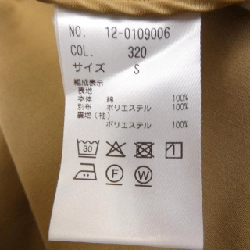 NO. 12-0109006
COL. 320
サイズ S
組成表示
表地
本体 綿 100%
別布 ポリエステル 100%
裏地(袖) ポリエステル 100%
30
F W